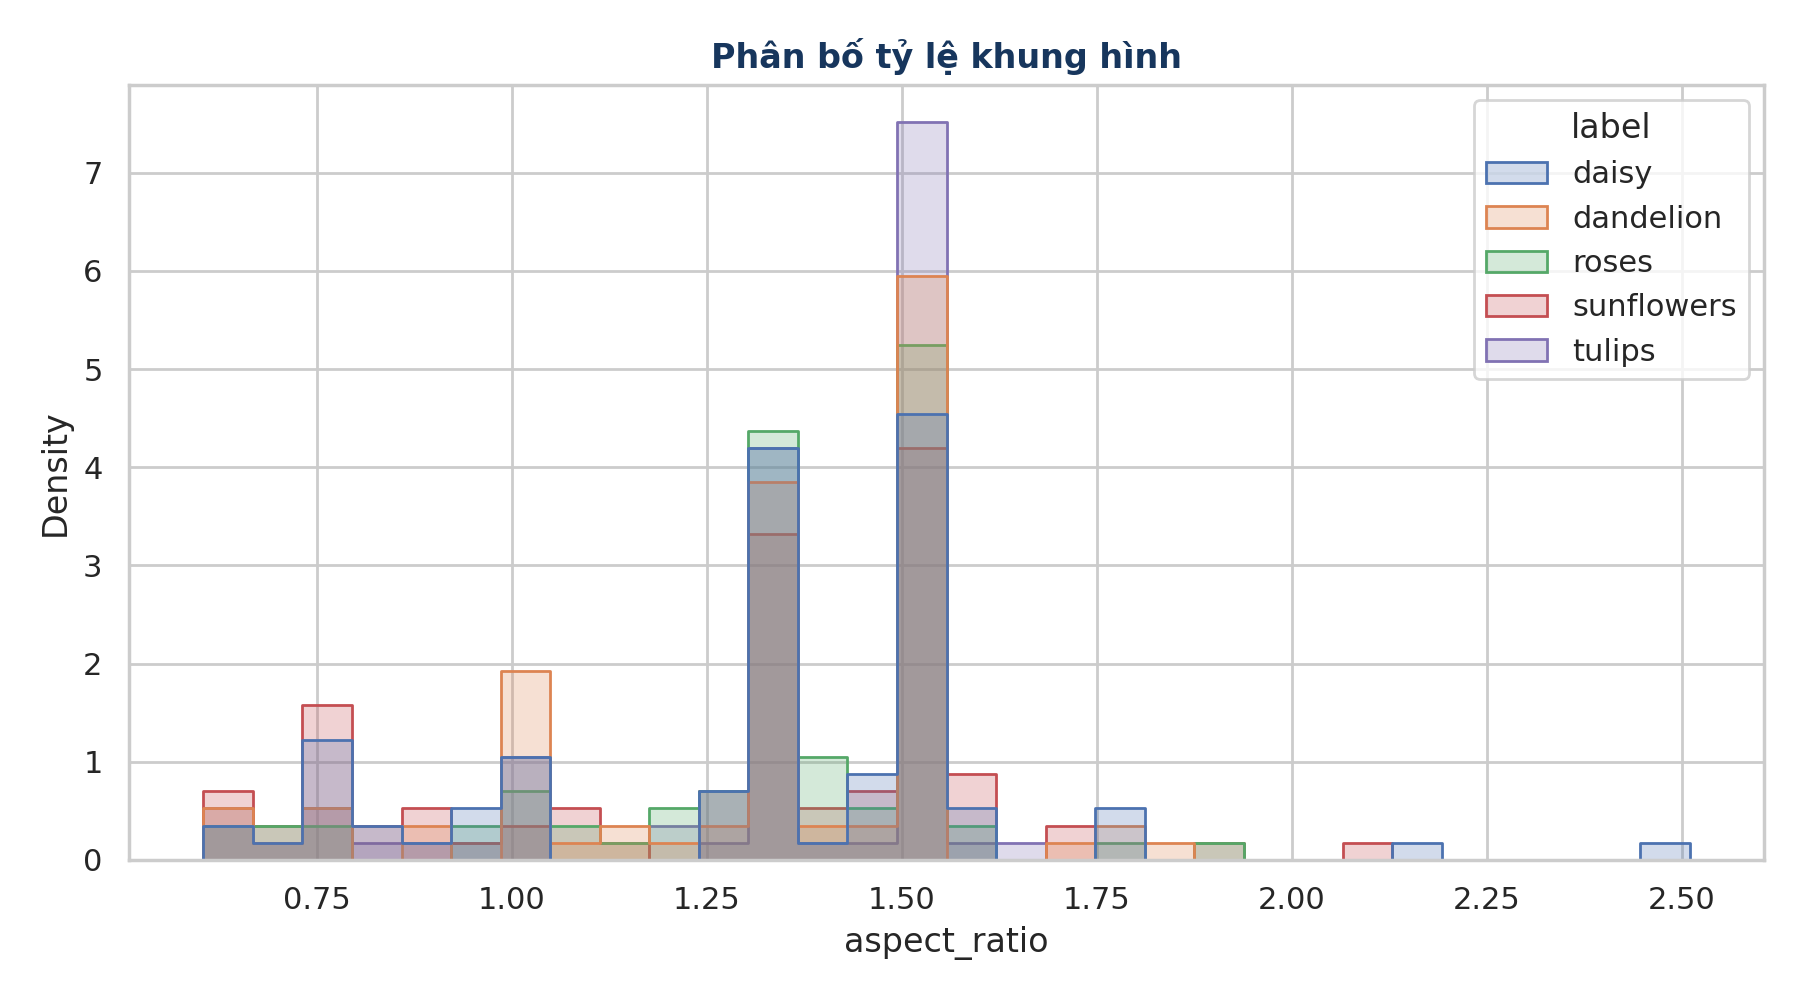 Phân bố tỷ lệ khung hình
label
daisy
dandelion
roses
sunflowers
tulips
Density
7
6
5
4
3
2
1
0
0.75 1.00 1.25 1.50 1.75 2.00 2.25 2.50
aspect_ratio